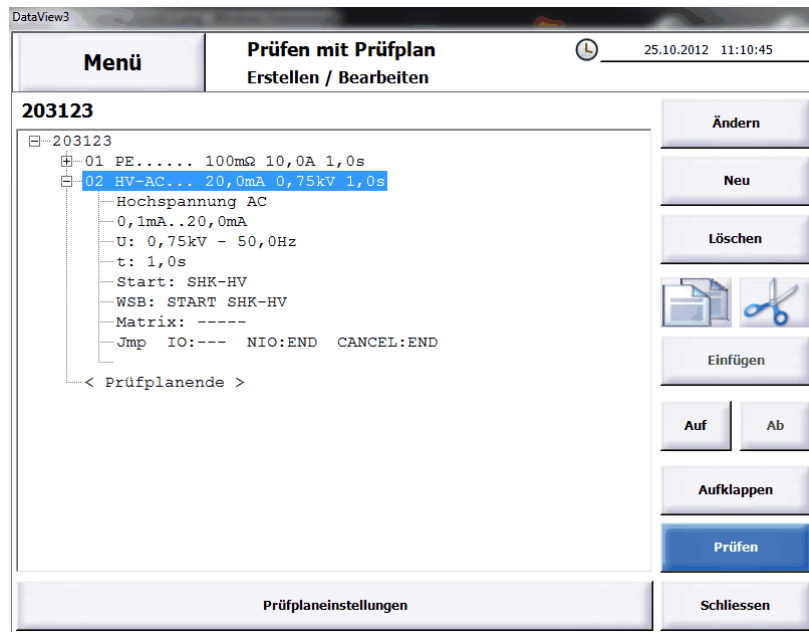 DataView3
Menü
Prüfen mit Prüfplan
Erstellen / Bearbeiten
25.10.2012 11:10:45
203123
203123
01 PE...... 100mΩ 10,0A 1,0s
02 HV-AC... 20,0mA 0,75kV 1,0s
Hochspannung AC
0,1mA..20,0mA
U: 0,75kV - 50,0Hz
t: 1,0s
Start: SHK-HV
WSB: START SHK-HV
Matrix: -----
Jmp IO:--- NIO:END CANCEL:END
< Prüfplanende >
Ändern
Neu
Löschen
Einfügen
Auf Ab
Aufklappen
Prüfen
Prüfplaneinstellungen
Schliessen